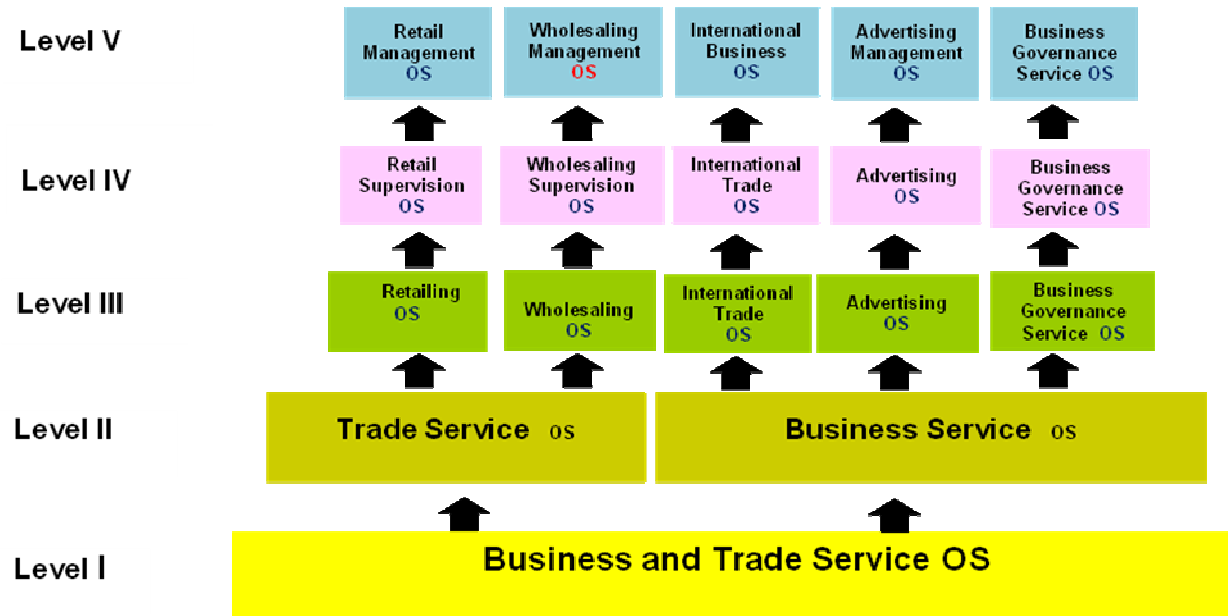 Level V
Retail
Management
OS
Wholesaling
Management
OS
International
Business
OS
Advertising
Management
OS
Business
Governance
Service OS
Level IV
Retail
Supervision
OS
Wholesaling
Supervision
OS
International
Trade
OS
Advertising
OS
Business
Governance
Service OS
Level III
Retailing
OS
Wholesaling
OS
International
Trade
OS
Advertising
OS
Business
Governance
Service OS
Level II
Trade Service OS
Business Service OS
Level I
Business and Trade Service OS